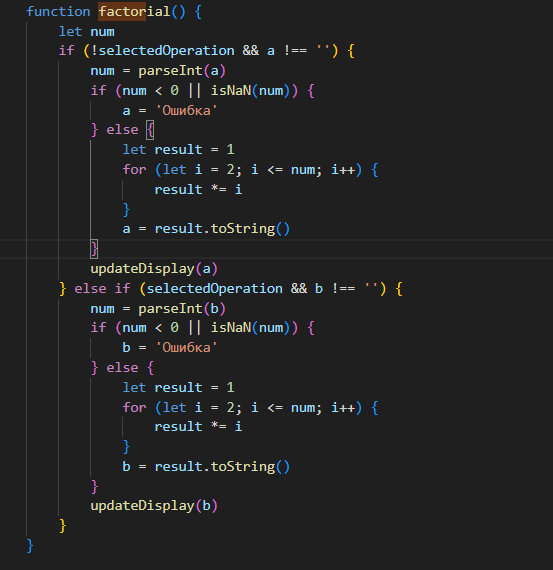 function factorial() {
let num
if (!selectedOperation && a !== '') {
num = parseInt(a)
if (num < 0 || isNaN(num)) {
a = 'Ошибка'
} else {
let result = 1
for (let i = 2; i <= num; i++) {
result *= i
}
a = result.toString()
}
updateDisplay(a)
} else if (selectedOperation && b !== '') {
num = parseInt(b)
if (num < 0 || isNaN(num)) {
b = 'Ошибка'
} else {
let result = 1
for (let i = 2; i <= num; i++) {
result *= i
}
b = result.toString()
}
updateDisplay(b)
}
}